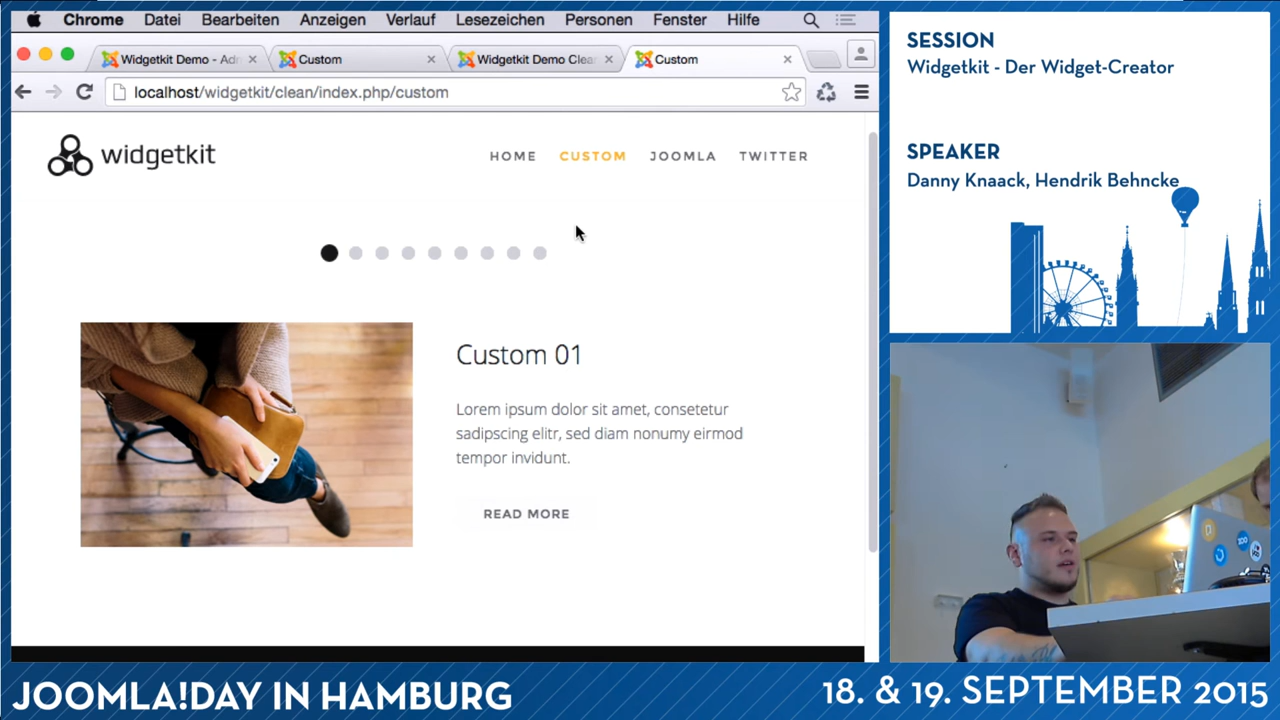 Chrome Datei Bearbeiten Anzeigen Verlauf Lesezeichen Personen Fenster Hilfe
Widgetkit Demo - Adm
Custom
Widgetkit Demo Clea
Custom
localhost/widgetkit/clean/index.php/custom
widgetkit
HOME CUSTOM JOOMLA TWITTER
Custom 01
Lorem ipsum dolor sit amet, consetetur
sadipscing elitr, sed diam nonumy eirmod
tempor invidunt.
READ MORE
SESSION
Widgetkit - Der Widget-Creator
SPEAKER
Danny Knaack, Hendrik Behncke
ZOO
JOOMLA!DAY IN HAMBURG
18. & 19. SEPTEMBER 2015